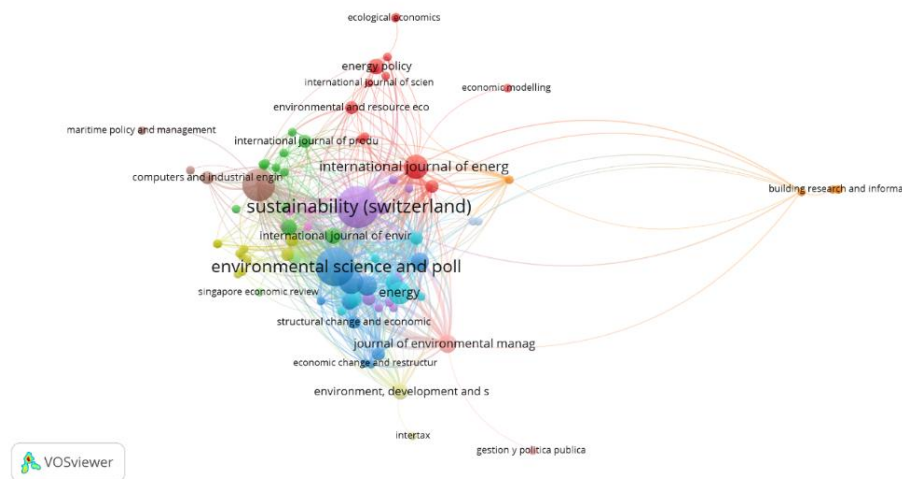 ecological economics
energy policy
international journal of scien
economic modelling
environmental and resource eco
maritime policy and management
international journal of produ
international journal of energ
computers and industrial engin
building research and informa
sustainability (switzerland)
international journal of envir
environmental science and poll
singapore economic review
energy
structural change and economic
journal of environmental manag
economic change and restructur
environment, development and s
intertax
gestion y politica publica
VOSviewer